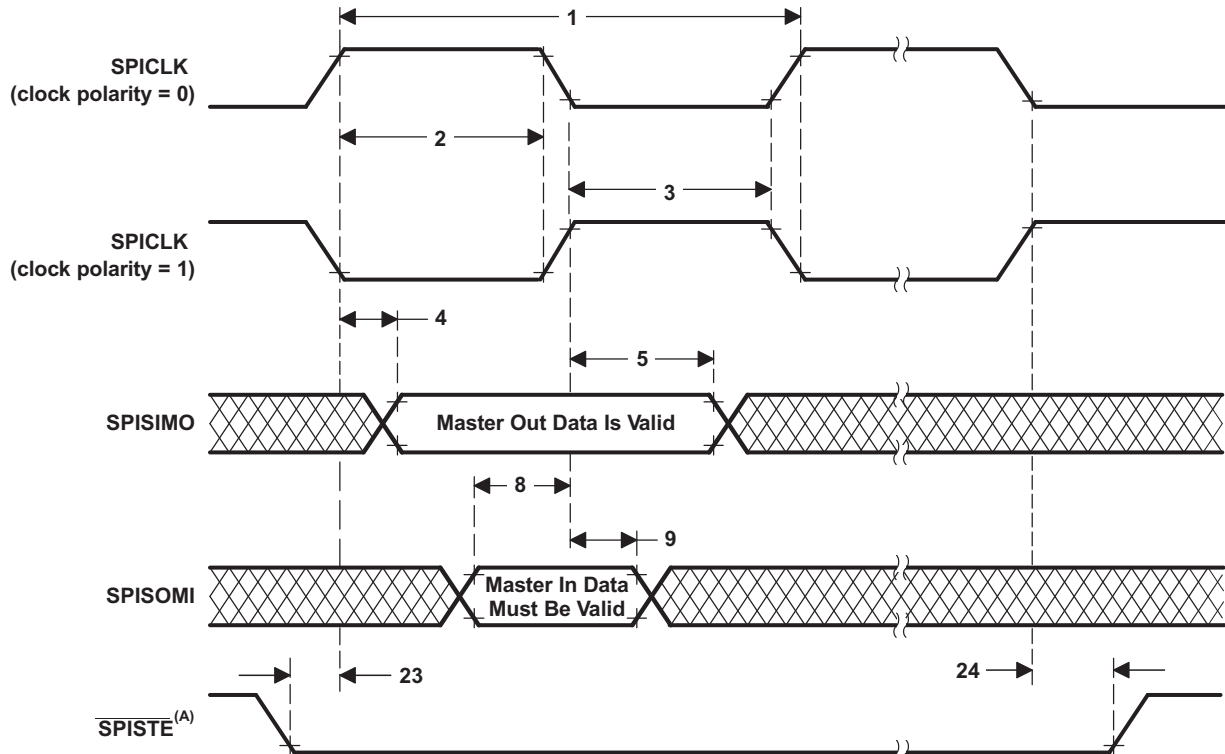 1
SPICLK
(clock polarity = 0)
2
3
SPICLK
(clock polarity = 1)
4
5
SPISIMO
Master Out Data Is Valid
8
9
SPISOMI
Master In Data
Must Be Valid
23
24
SPISTE(A)